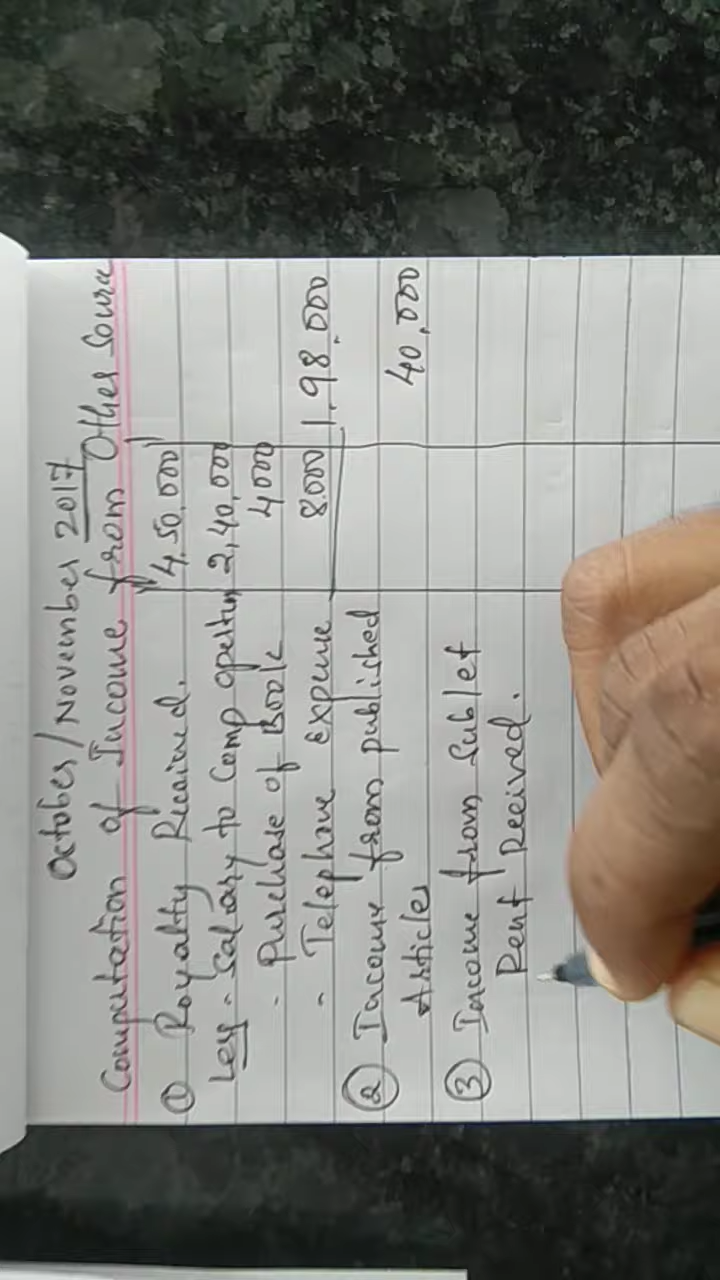 October/November 2017
Computation of Income from Other Source
① Royalty Received. 4,50,000
Less - Salary to Comp operton 2,40,000
- Purchase of Book 4000
- Telephone Expense 8000 1,98,000
② Income from published
Article 40,000
③ Income from Sublet
Rent Received.